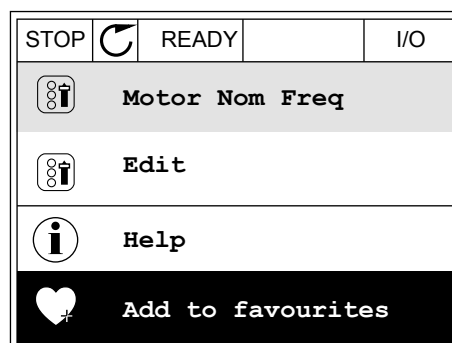 STOP READY I/O
Motor Nom Freq
Edit
Help
Add to favourites